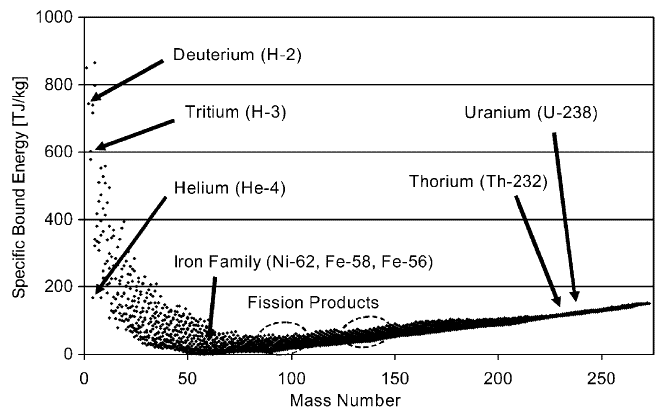 1000
800
600
400
200
0
Specific Bound Energy [TJ/kg]
Deuterium (H-2)
Tritium (H-3)
Uranium (U-238)
Helium (He-4)
Thorium (Th-232)
Iron Family (Ni-62, Fe-58, Fe-56)
Fission Products
0 50 100 150 200 250
Mass Number